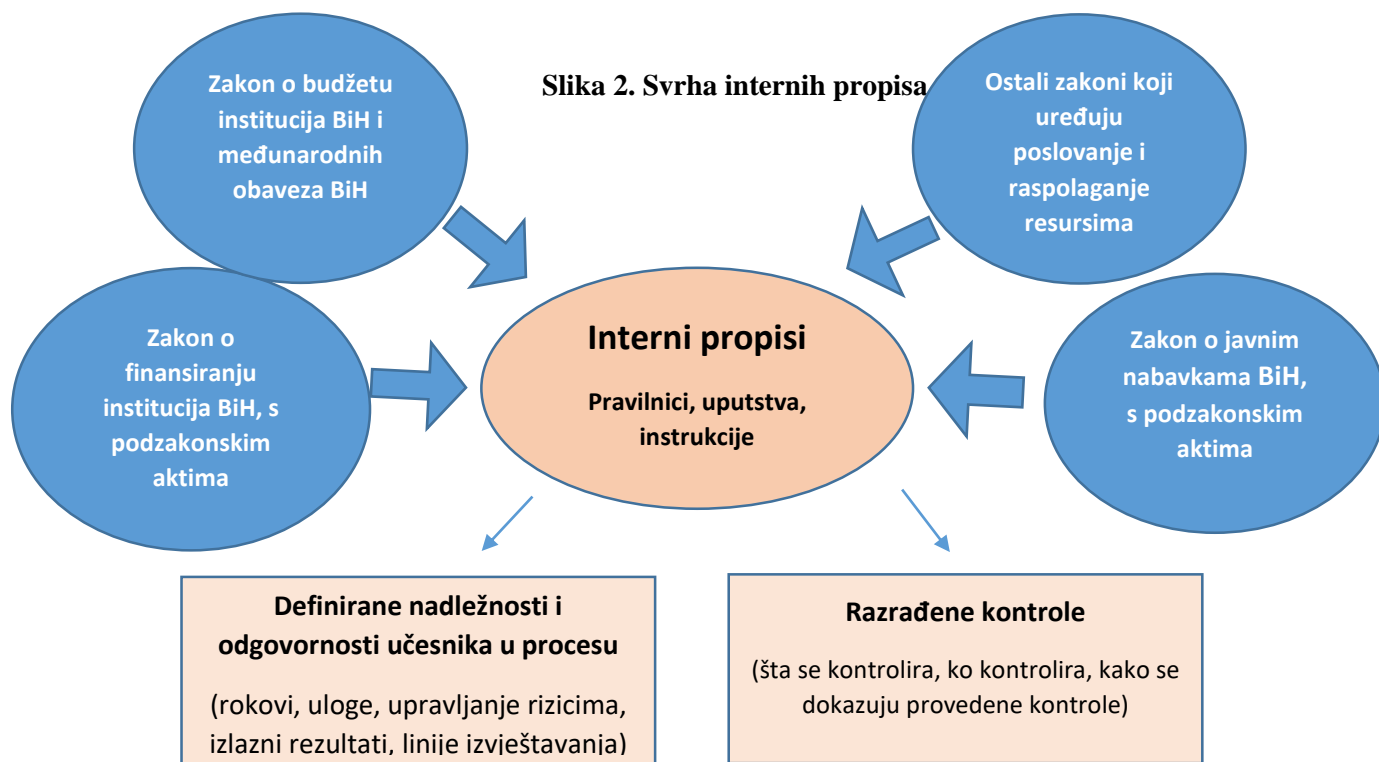 Slika 2. Svrha internih propisa
Zakon o budžetu
institucija BiH i
međunarodnih
obaveza BiH
Ostali zakoni koji
uređuju
poslovanje i
raspolaganje
resursima
Zakon o
finansiranju
institucija BiH, s
podzakonskim
aktima
Interni propisi
Pravilnici, uputstva,
instrukcije
Zakon o javnim
nabavkama BiH,
s podzakonskim
aktima
Definirane nadležnosti i
odgovornosti učesnika u procesu
(rokovi, uloge, upravljanje rizicima,
izlazni rezultati, linije izvještavanja)
Razrađene kontrole
(šta se kontrolira, ko kontrolira, kako se
dokazuju provedene kontrole)